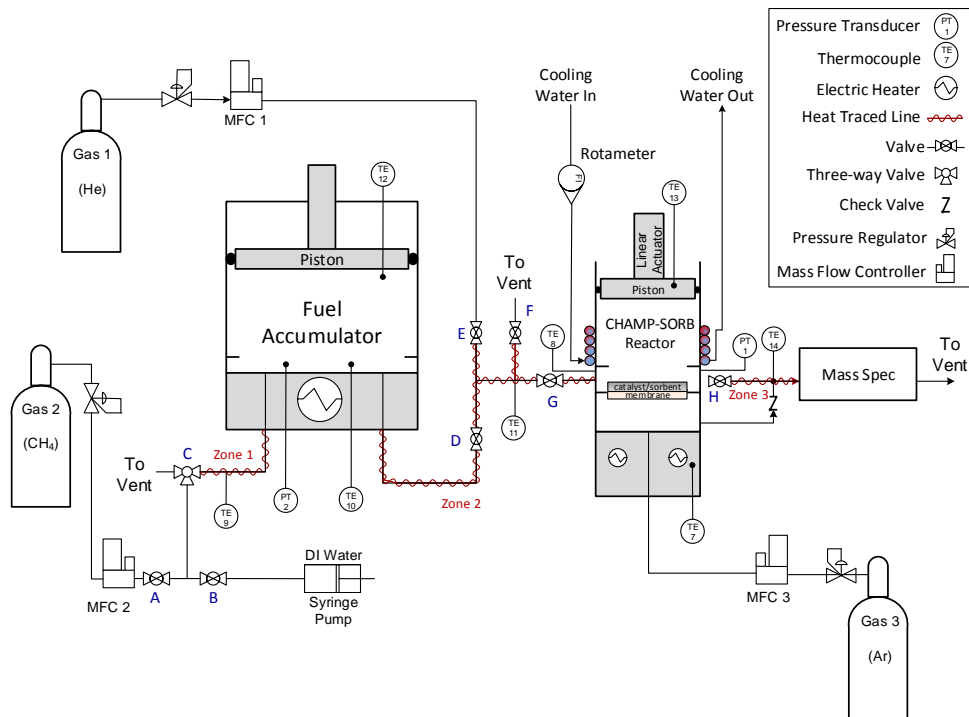 Pressure Transducer
PT
1
Thermocouple
TE
7
Electric Heater
Heat Traced Line
Valve
Three-way Valve
Check Valve
Pressure Regulator
Mass Flow Controller
Gas 1
(He)
MFC 1
Cooling
Water In
Cooling
Water Out
Rotameter
FI
TE
12
Piston
Fuel
Accumulator
TE
13
Linear
Actuator
Piston
CHAMP-SORB
Reactor
catalyst/sorbent
membrane
To
Vent
F
E
TE
8
G
TE
11
D
PT
1
TE
14
H
Zone 3
Mass Spec
To
Vent
Gas 2
(CH₄)
To
Vent
C
Zone 1
TE
9
PT
2
TE
10
Zone 2
TE
7
MFC 2
A
B
DI Water
Syringe
Pump
MFC 3
Gas 3
(Ar)